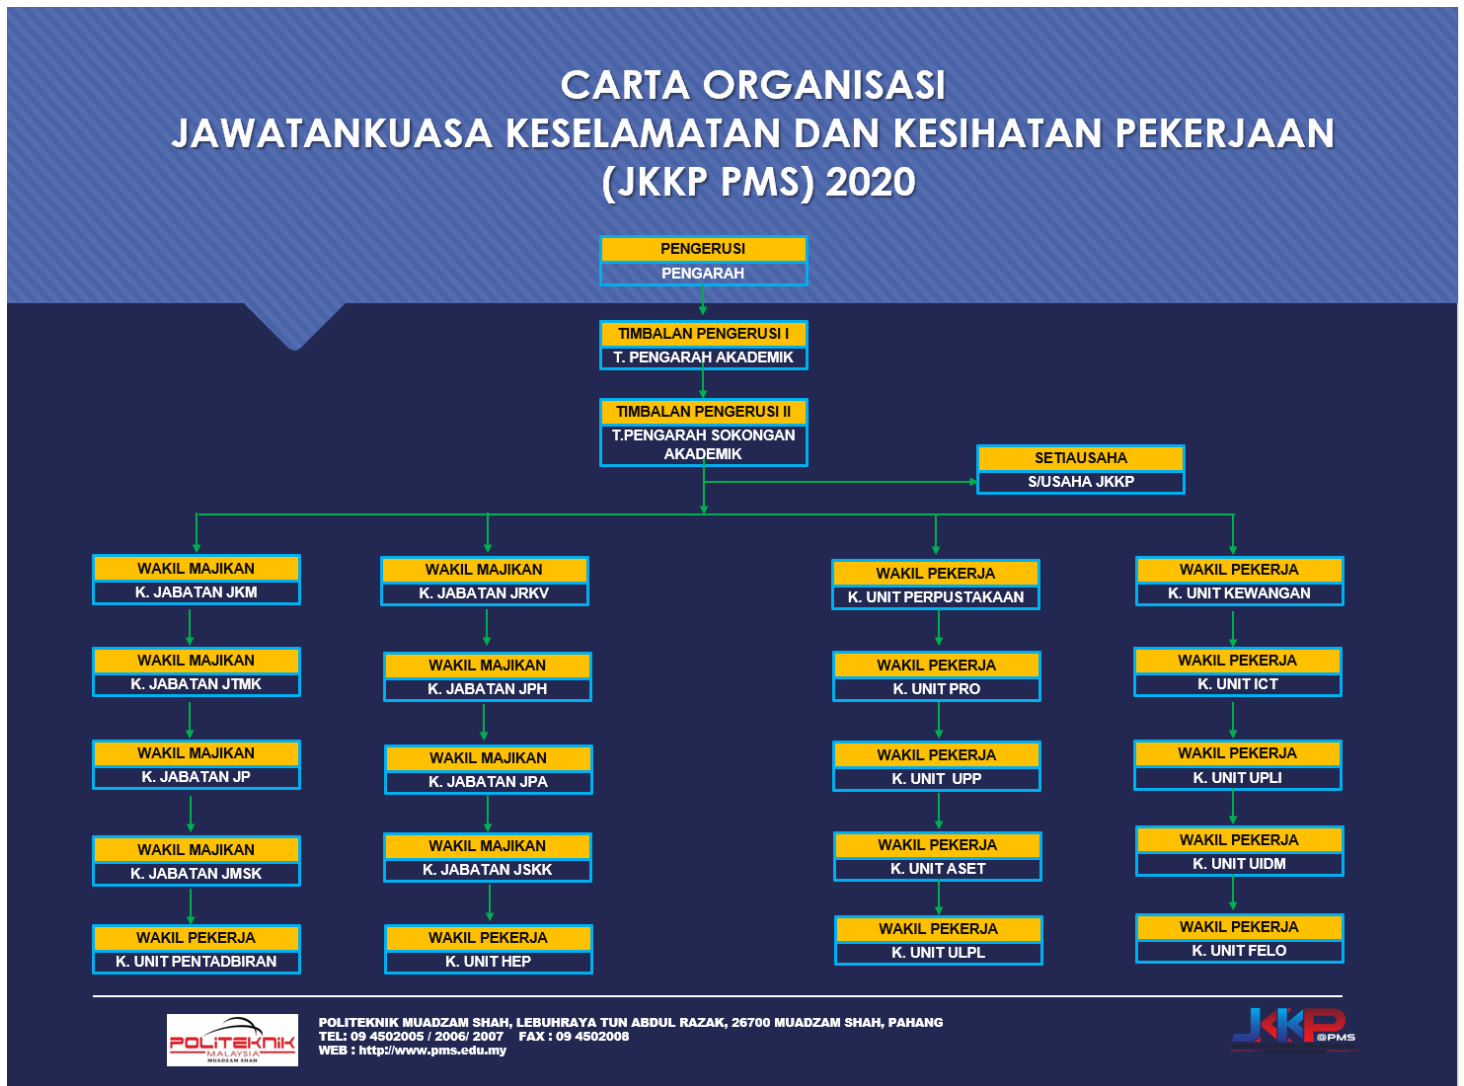 CARTA ORGANISASI
JAWATANKUASA KESELAMATAN DAN KESIHATAN PEKERJAAN
(JKKP PMS) 2020
PENGERUSI
PENGARAH
TIMBALAN PENGERUSI I
T. PENGARAH AKADEMIK
TIMBALAN PENGERUSI II
T.PENGARAH SOKONGAN
AKADEMIK
SETIAUSAHA
S/USAHA JKKP
WAKIL MAJIKAN
K. JABATAN JKM
WAKIL MAJIKAN
K. JABATAN JTMK
WAKIL MAJIKAN
K. JABATAN JP
WAKIL MAJIKAN
K. JABATAN JMSK
WAKIL PEKERJA
K. UNIT PENTADBIRAN
WAKIL MAJIKAN
K. JABATAN JRKV
WAKIL MAJIKAN
K. JABATAN JPH
WAKIL MAJIKAN
K. JABATAN JPA
WAKIL MAJIKAN
K. JABATAN JSKK
WAKIL PEKERJA
K. UNIT HEP
WAKIL PEKERJA
K. UNIT PERPUSTAKAAN
WAKIL PEKERJA
K. UNIT PRO
WAKIL PEKERJA
K. UNIT UPP
WAKIL PEKERJA
K. UNIT ASET
WAKIL PEKERJA
K. UNIT ULPL
WAKIL PEKERJA
K. UNIT KEWANGAN
WAKIL PEKERJA
K. UNIT ICT
WAKIL PEKERJA
K. UNIT UPLI
WAKIL PEKERJA
K. UNIT UIDM
WAKIL PEKERJA
K. UNIT FELO
POLITEKNIK
MALAYSIA
MUADZAM SHAH
POLITEKNIK MUADZAM SHAH, LEBUHRAYA TUN ABDUL RAZAK, 26700 MUADZAM SHAH, PAHANG
TEL: 09 4502005 / 2006/ 2007 FAX : 09 4502008
WEB : http://www.pms.edu.my
JKKP
@PMS